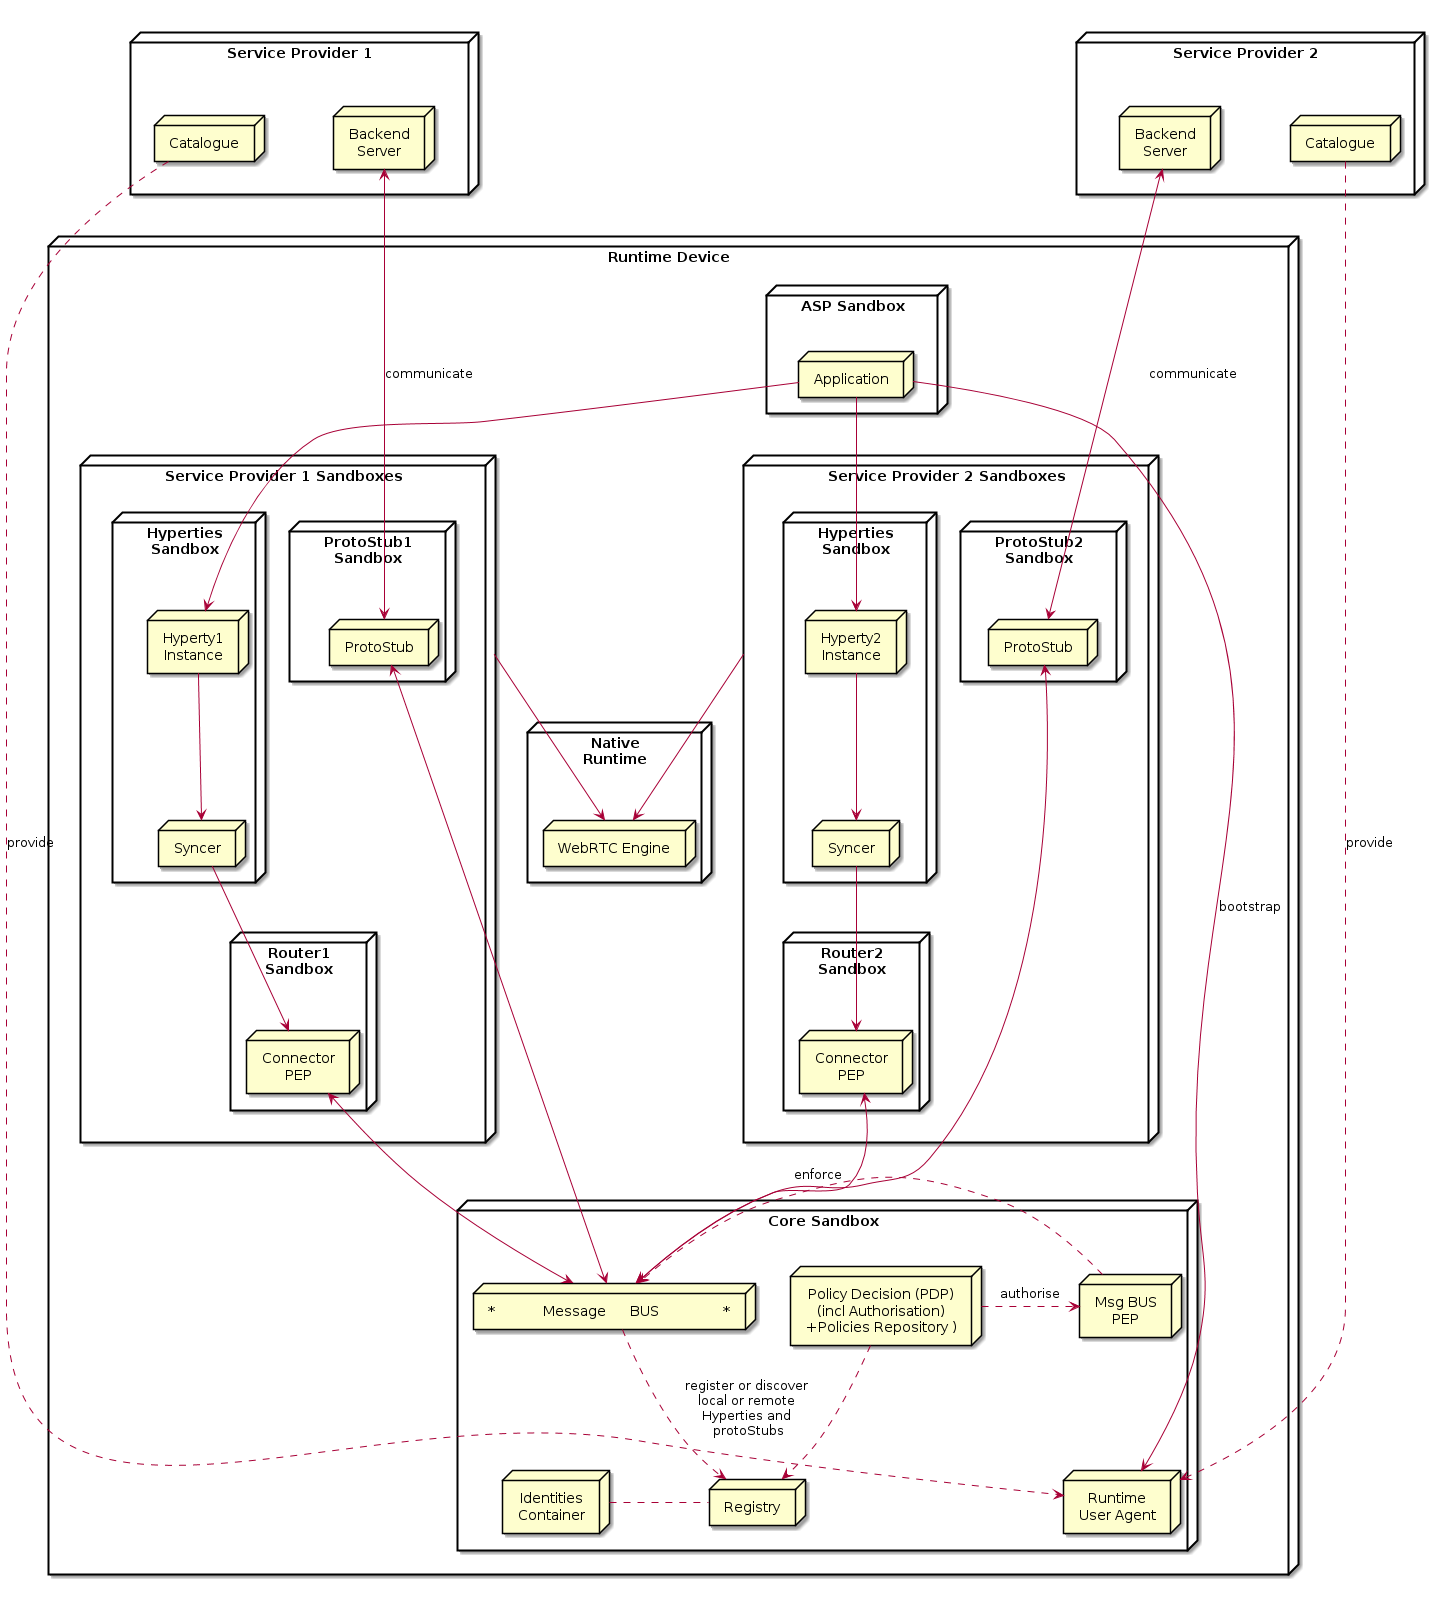 Service Provider 1
Service Provider 2
Catalogue
Backend
Server
Backend
Server
Catalogue
Runtime Device
ASP Sandbox
Application
communicate
communicate
Service Provider 1 Sandboxes
Service Provider 2 Sandboxes
Hyperties
Sandbox
ProtoStub1
Sandbox
Hyperties
Sandbox
ProtoStub2
Sandbox
Hyperty1
Instance
ProtoStub
Hyperty2
Instance
ProtoStub
Native
Runtime
provide
Syncer
WebRTC Engine
Syncer
provide
bootstrap
Router1
Sandbox
Router2
Sandbox
Connector
PEP
Connector
PEP
enforce
Core Sandbox
* Message BUS *
Policy Decision (PDP)
(incl Authorisation)
+Policies Repository )
authorise
Msg BUS
PEP
register or discover
local or remote
Hyperties and
protoStubs
Identities
Container
Registry
Runtime
User Agent